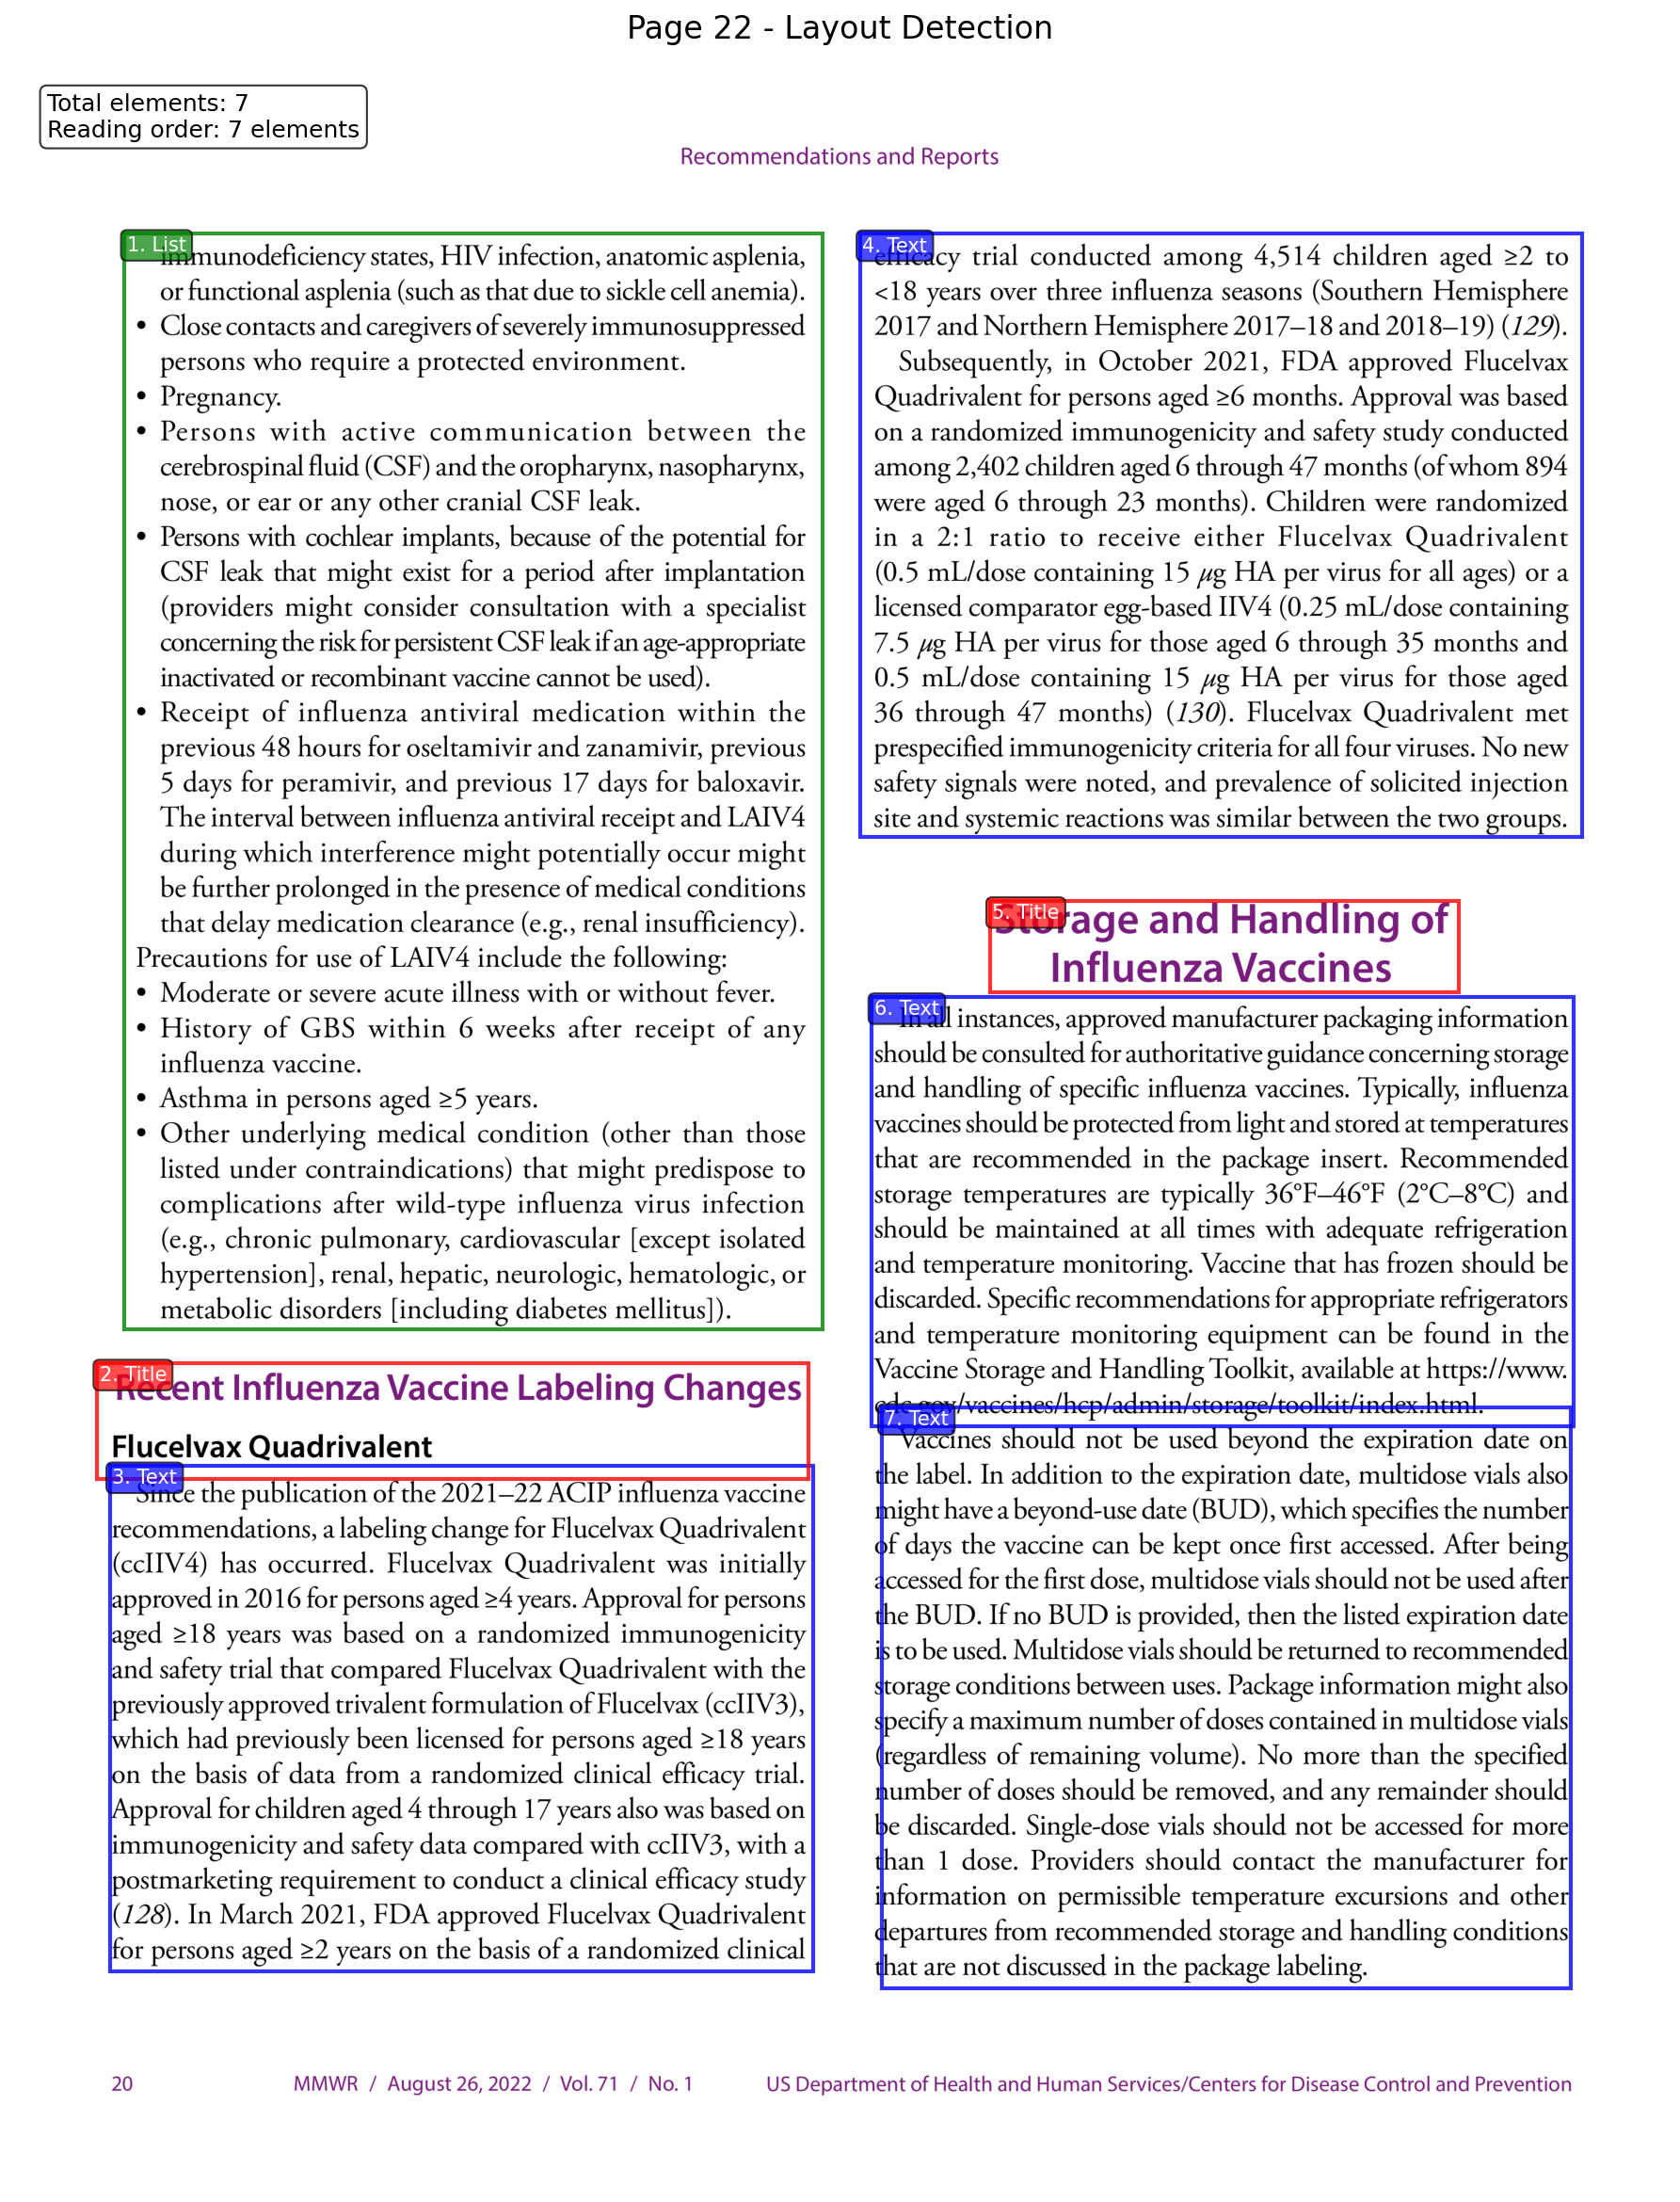 Page 22 - Layout Detection
Total elements: 7
Reading order: 7 elements
Recommendations and Reports
1. List
immunodeficiency states, HIV infection, anatomic asplenia,
or functional asplenia (such as that due to sickle cell anemia).
• Close contacts and caregivers of severely immunosuppressed
persons who require a protected environment.
• Pregnancy.
• Persons with active communication between the
cerebrospinal fluid (CSF) and the oropharynx, nasopharynx,
nose, or ear or any other cranial CSF leak.
• Persons with cochlear implants, because of the potential for
CSF leak that might exist for a period after implantation
(providers might consider consultation with a specialist
concerning the risk for persistent CSF leak if an age-appropriate
inactivated or recombinant vaccine cannot be used).
• Receipt of influenza antiviral medication within the
previous 48 hours for oseltamivir and zanamivir, previous
5 days for peramivir, and previous 17 days for baloxavir.
The interval between influenza antiviral receipt and LAIV4
during which interference might potentially occur might
be further prolonged in the presence of medical conditions
that delay medication clearance (e.g., renal insufficiency).
Precautions for use of LAIV4 include the following:
• Moderate or severe acute illness with or without fever.
• History of GBS within 6 weeks after receipt of any
influenza vaccine.
• Asthma in persons aged ≥5 years.
• Other underlying medical condition (other than those
listed under contraindications) that might predispose to
complications after wild-type influenza virus infection
(e.g., chronic pulmonary, cardiovascular [except isolated
hypertension], renal, hepatic, neurologic, hematologic, or
metabolic disorders [including diabetes mellitus]).
2. Title
Recent Influenza Vaccine Labeling Changes
Flucelvax Quadrivalent
3. Text
Since the publication of the 2021–22 ACIP influenza vaccine
recommendations, a labeling change for Flucelvax Quadrivalent
(ccIIV4) has occurred. Flucelvax Quadrivalent was initially
approved in 2016 for persons aged ≥4 years. Approval for persons
aged ≥18 years was based on a randomized immunogenicity
and safety trial that compared Flucelvax Quadrivalent with the
previously approved trivalent formulation of Flucelvax (ccIIV3),
which had previously been licensed for persons aged ≥18 years
on the basis of data from a randomized clinical efficacy trial.
Approval for children aged 4 through 17 years also was based on
immunogenicity and safety data compared with ccIIV3, with a
postmarketing requirement to conduct a clinical efficacy study
(128). In March 2021, FDA approved Flucelvax Quadrivalent
for persons aged ≥2 years on the basis of a randomized clinical
4. Text
efficacy trial conducted among 4,514 children aged ≥2 to
<18 years over three influenza seasons (Southern Hemisphere
2017 and Northern Hemisphere 2017–18 and 2018–19) (129).
Subsequently, in October 2021, FDA approved Flucelvax
Quadrivalent for persons aged ≥6 months. Approval was based
on a randomized immunogenicity and safety study conducted
among 2,402 children aged 6 through 47 months (of whom 894
were aged 6 through 23 months). Children were randomized
in a 2:1 ratio to receive either Flucelvax Quadrivalent
(0.5 mL/dose containing 15 µg HA per virus for all ages) or a
licensed comparator egg-based IIV4 (0.25 mL/dose containing
7.5 µg HA per virus for those aged 6 through 35 months and
0.5 mL/dose containing 15 µg HA per virus for those aged
36 through 47 months) (130). Flucelvax Quadrivalent met
prespecified immunogenicity criteria for all four viruses. No new
safety signals were noted, and prevalence of solicited injection
site and systemic reactions was similar between the two groups.
5. Title
Storage and Handling of
Influenza Vaccines
6. Text
In all instances, approved manufacturer packaging information
should be consulted for authoritative guidance concerning storage
and handling of specific influenza vaccines. Typically, influenza
vaccines should be protected from light and stored at temperatures
that are recommended in the package insert. Recommended
storage temperatures are typically 36°F–46°F (2°C–8°C) and
should be maintained at all times with adequate refrigeration
and temperature monitoring. Vaccine that has frozen should be
discarded. Specific recommendations for appropriate refrigerators
and temperature monitoring equipment can be found in the
Vaccine Storage and Handling Toolkit, available at https://www.
cdc.gov/vaccines/hcp/admin/storage/toolkit/index.html.
7. Text
Vaccines should not be used beyond the expiration date on
the label. In addition to the expiration date, multidose vials also
might have a beyond-use date (BUD), which specifies the number
of days the vaccine can be kept once first accessed. After being
accessed for the first dose, multidose vials should not be used after
the BUD. If no BUD is provided, then the listed expiration date
is to be used. Multidose vials should be returned to recommended
storage conditions between uses. Package information might also
specify a maximum number of doses contained in multidose vials
(regardless of remaining volume). No more than the specified
number of doses should be removed, and any remainder should
be discarded. Single-dose vials should not be accessed for more
than 1 dose. Providers should contact the manufacturer for
information on permissible temperature excursions and other
departures from recommended storage and handling conditions
that are not discussed in the package labeling.
20 MMWR / August 26, 2022 / Vol. 71 / No. 1 US Department of Health and Human Services/Centers for Disease Control and Prevention